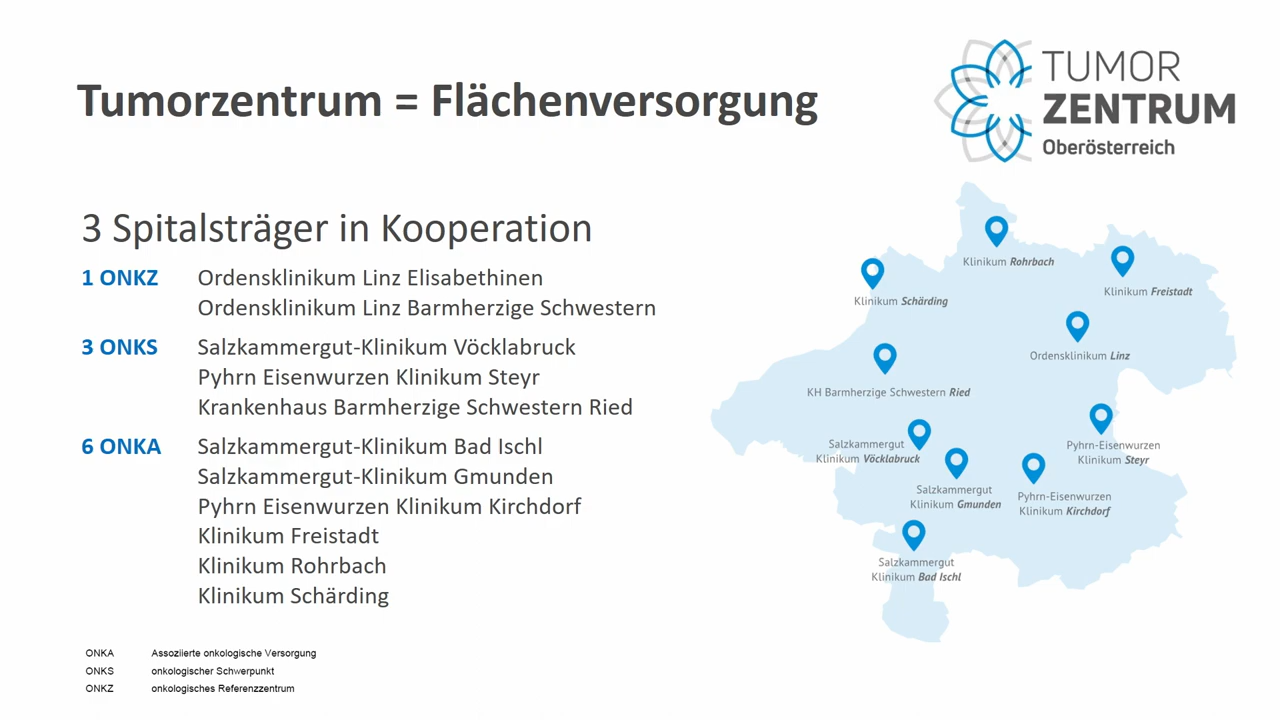 Tumorzentrum = Flächenversorgung
TUMOR
ZENTRUM
Oberösterreich
3 Spitalsträger in Kooperation
1 ONKZ Ordensklinikum Linz Elisabethinen
Ordensklinikum Linz Barmherzige Schwestern
3 ONKS Salzkammergut-Klinikum Vöcklabruck
Pyhrn Eisenwurzen Klinikum Steyr
Krankenhaus Barmherzige Schwestern Ried
6 ONKA Salzkammergut-Klinikum Bad Ischl
Salzkammergut-Klinikum Gmunden
Pyhrn Eisenwurzen Klinikum Kirchdorf
Klinikum Freistadt
Klinikum Rohrbach
Klinikum Schärding
Klinikum Rohrbach
Klinikum Freistadt
Klinikum Schärding
Ordensklinikum Linz
KH Barmherzige Schwestern Ried
Salzkammergut
Klinikum Vöcklabruck
Pyhrn-Eisenwurzen
Klinikum Steyr
Salzkammergut
Klinikum Gmunden
Pyhrn-Eisenwurzen
Klinikum Kirchdorf
Salzkammergut
Klinikum Bad Ischl
ONKA Assoziierte onkologische Versorgung
ONKS onkologischer Schwerpunkt
ONKZ onkologisches Referenzzentrum